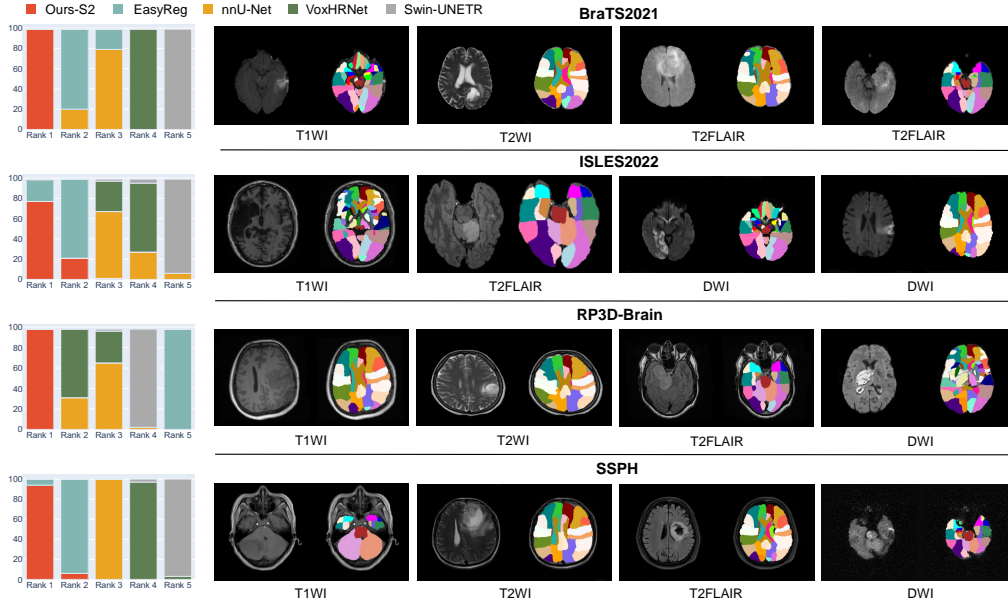 Ours-S2 EasyReg nnU-Net VoxHRNet Swin-UNETR
BraTS2021
100
80
60
40
20
0
Rank 1 Rank 2 Rank 3 Rank 4 Rank 5
T1WI T2WI T2FLAIR T2FLAIR
ISLES2022
100
80
60
40
20
0
Rank 1 Rank 2 Rank 3 Rank 4 Rank 5
T1WI T2FLAIR DWI DWI
RP3D-Brain
100
80
60
40
20
0
Rank 1 Rank 2 Rank 3 Rank 4 Rank 5
T1WI T2WI T2FLAIR DWI
SSPH
100
80
60
40
20
0
Rank 1 Rank 2 Rank 3 Rank 4 Rank 5
T1WI T2WI T2FLAIR DWI